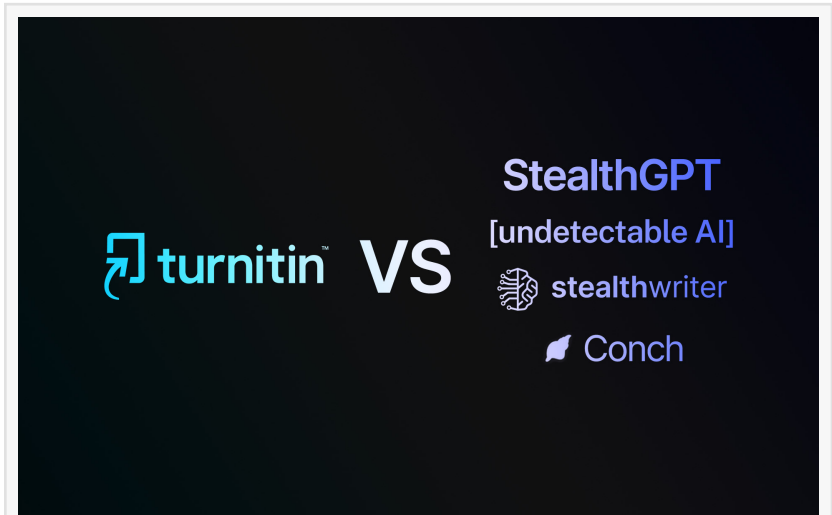 turnitin™
VS
StealthGPT
[undetectable AI]
stealthwriter
Conch